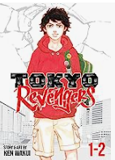 TOKYO
Revengers
STORY & ART BY
KEN WAKUI
1-2